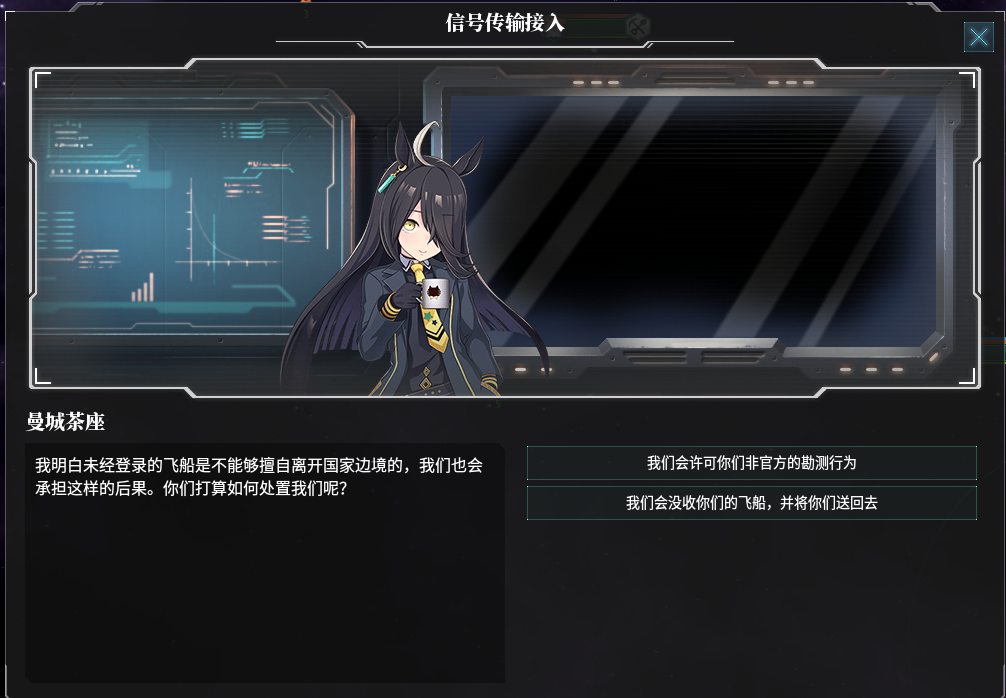 信号传输接入
曼城茶座
我明白未经登录的飞船是不能够擅自离开国家边境的，我们也会
承担这样的后果。你们打算如何处置我们呢？
我们会许可你们非官方的勘测行为
我们会没收你们的飞船，并将你们送回去